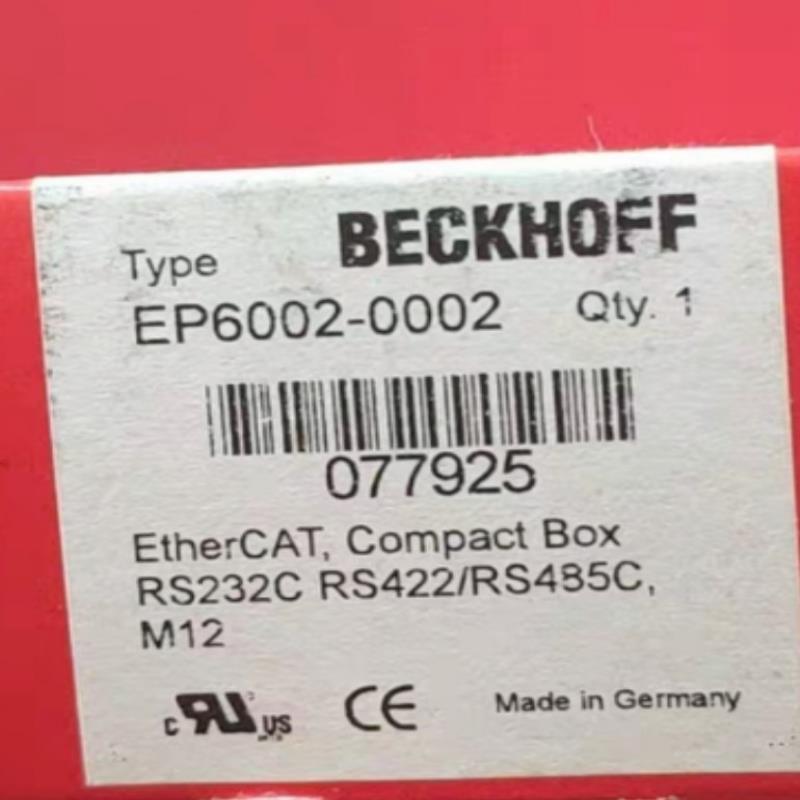 Type BECKHOFF
EP6002-0002 Qty. 1
077925
EtherCAT, Compact Box
RS232C RS422/RS485C,
M12
c RU US CE Made in Germany